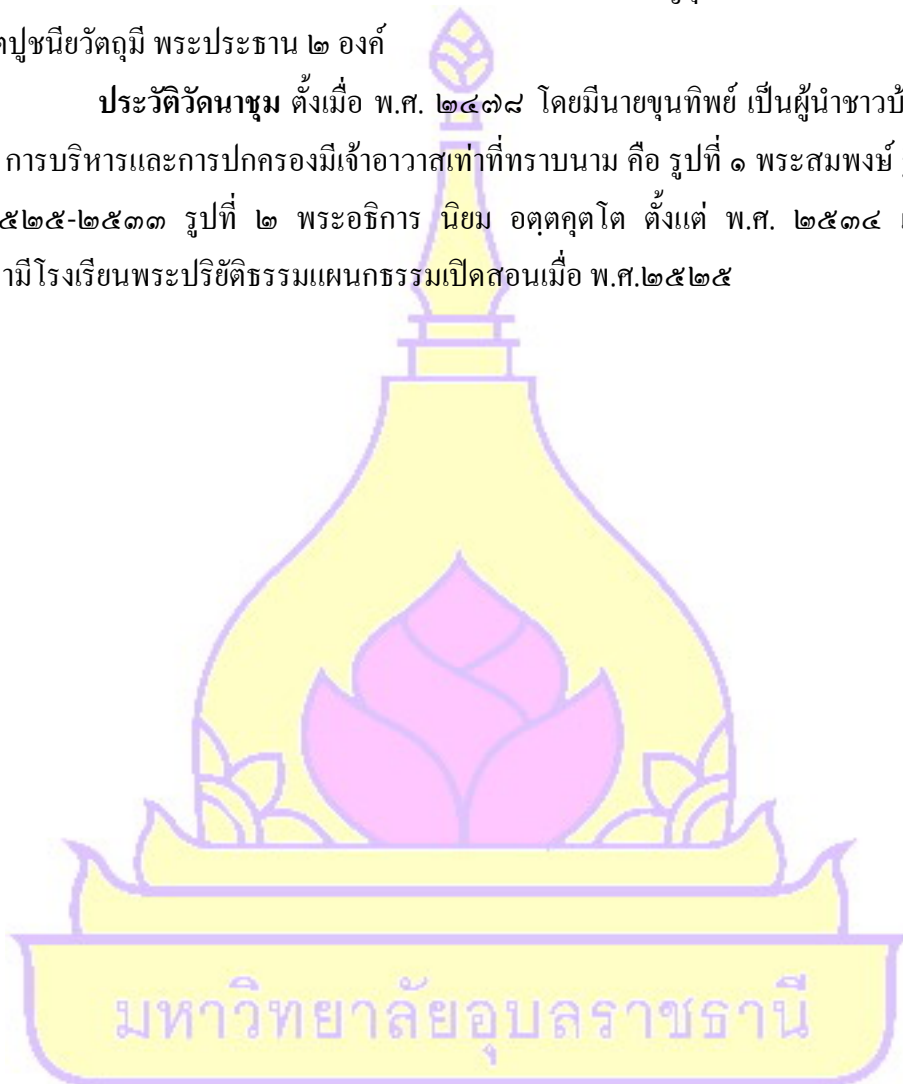 ปูชนียวัตถุมี พระประธาน ๒ องค์
ประวัติวัดนาชุม ตั้งเมื่อ พ.ศ. ๒๔๗๘ โดยมีนายขุนทิพย์ เป็นผู้นำชาวบ้
การบริหารและการปกครองมีเจ้าอาวาสเท่าที่ทราบนาม คือ รูปที่ ๑ พระสมพงษ์
๕๒๕-๒๕๓๓ รูปที่ ๒ พระอธิการ นิยม อตฺตคุตโต ตั้งแต่ พ.ศ. ๒๕๓๔
มีโรงเรียนพระปริยัติธรรมแผนกธรรมเปิดสอนเมื่อ พ.ศ.๒๕๒๕
มหาวิทยาลัยอุบลราชธานี